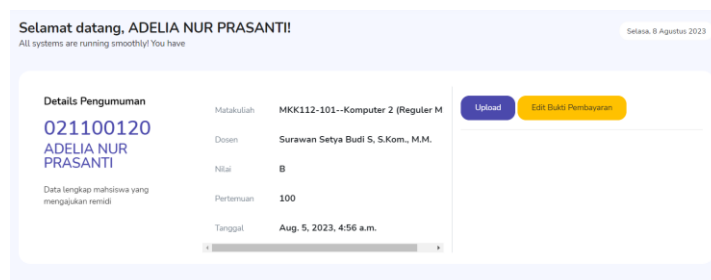 Selamat datang, ADELIA NUR PRASANTI!
All systems are running smoothly! You have
Selasa, 8 Agustus 2023
Details Pengumuman
021100120
ADELIA NUR
PRASANTI
Data lengkap mahsiswa yang
mengajukan remidi
Matakuliah MKK112-101--Komputer 2 (Reguler M
Dosen Surawan Setya Budi S, S.Kom., M.M.
Nilai B
Pertemuan 100
Tanggal Aug. 5, 2023, 4:56 a.m.
Upload Edit Bukti Pembayaran